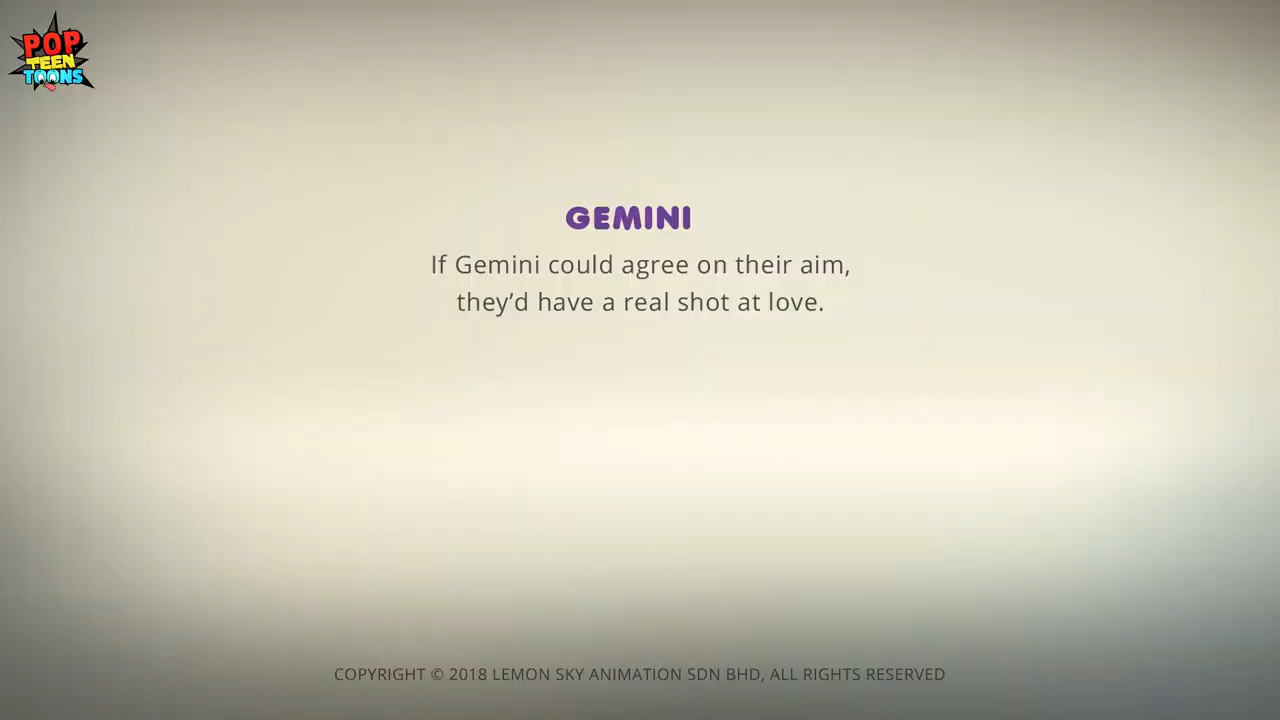 POP
TEEN
TOONS
GEMINI
If Gemini could agree on their aim,
they’d have a real shot at love.
COPYRIGHT © 2018 LEMON SKY ANIMATION SDN BHD, ALL RIGHTS RESERVED